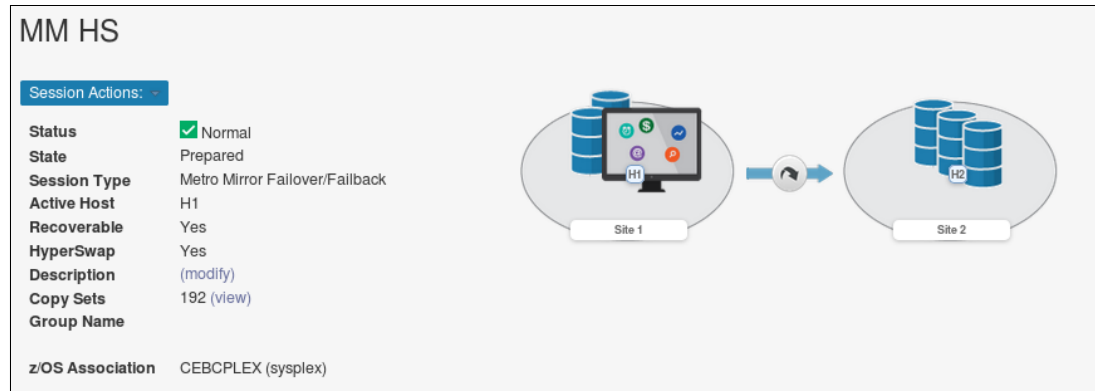 MM HS
Session Actions:
Status Normal
State Prepared
Session Type Metro Mirror Failover/Failback
Active Host H1
Recoverable Yes
HyperSwap Yes
Description (modify)
Copy Sets 192 (view)
Group Name
z/OS Association CEBCPLEX (sysplex)
$
H1
H2
Site 1
Site 2